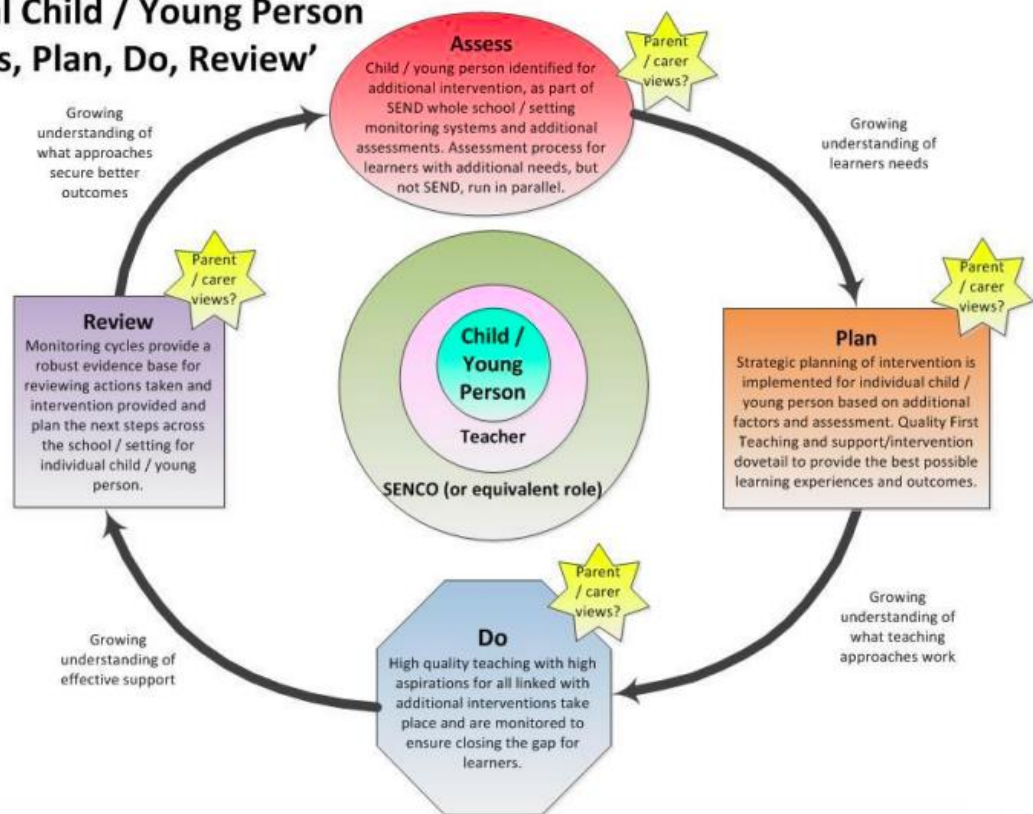 l Child / Young Person
s, Plan, Do, Review’
Assess
Child / young person identified for
additional intervention, as part of
SEND whole school / setting
monitoring systems and additional
assessments. Assessment process for
learners with additional needs, but
not SEND, run in parallel.
Parent
/ carer
views?
Growing
understanding of
learners needs
Parent
/ carer
views?
Plan
Strategic planning of intervention is
implemented for individual child /
young person based on additional
factors and assessment. Quality First
Teaching and support/intervention
dovetail to provide the best possible
learning experiences and outcomes.
Growing
understanding of
what teaching
approaches work
Parent
/ carer
views?
Do
High quality teaching with high
aspirations for all linked with
additional interventions take
place and are monitored to
ensure closing the gap for
learners.
Growing
understanding of
effective support
Parent
/ carer
views?
Review
Monitoring cycles provide a
robust evidence base for
reviewing actions taken and
intervention provided and
plan the next steps across
the school / setting for
individual child / young
person.
Growing
understanding of
what approaches
secure better
outcomes
Child /
Young
Person
Teacher
SENCO (or equivalent role)